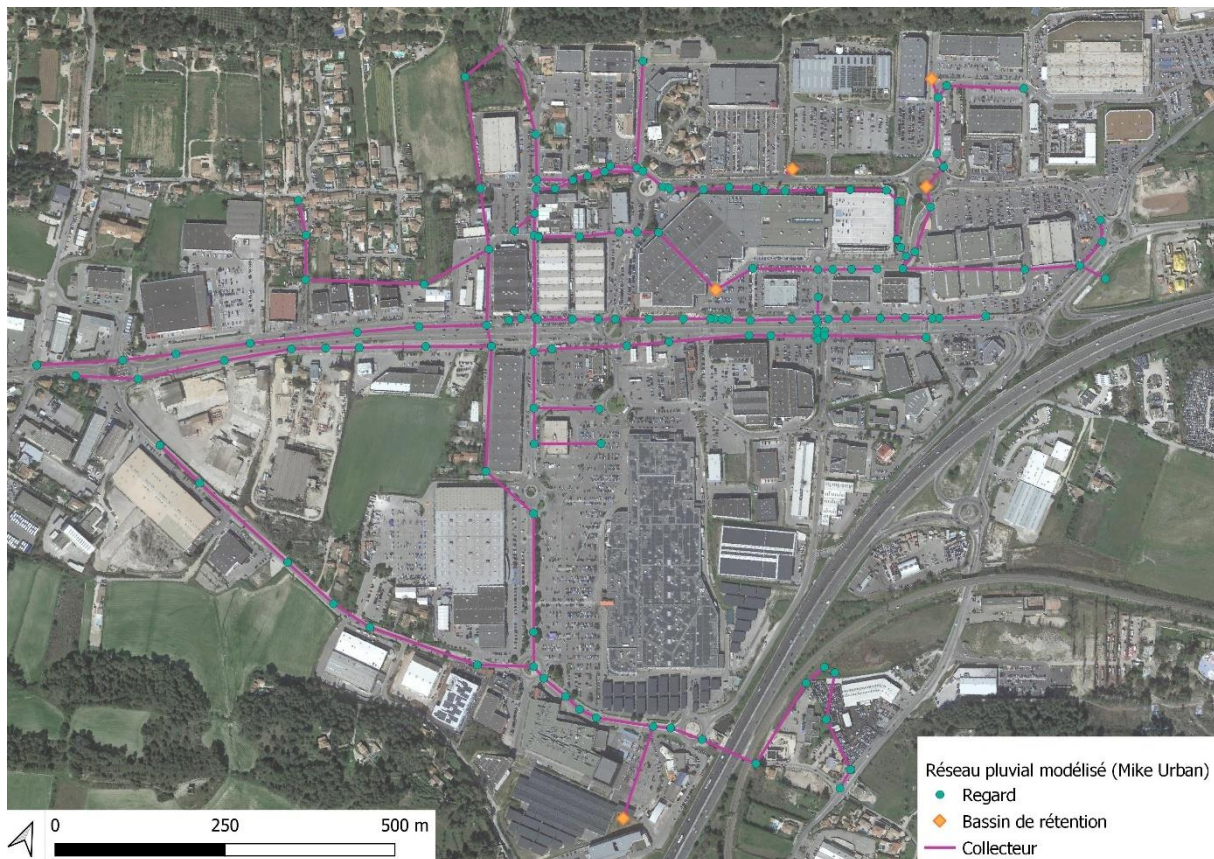 Réseau pluvial modélisé (Mike Urban)
Regard
Bassin de rétention
Collecteur
0 250 500 m